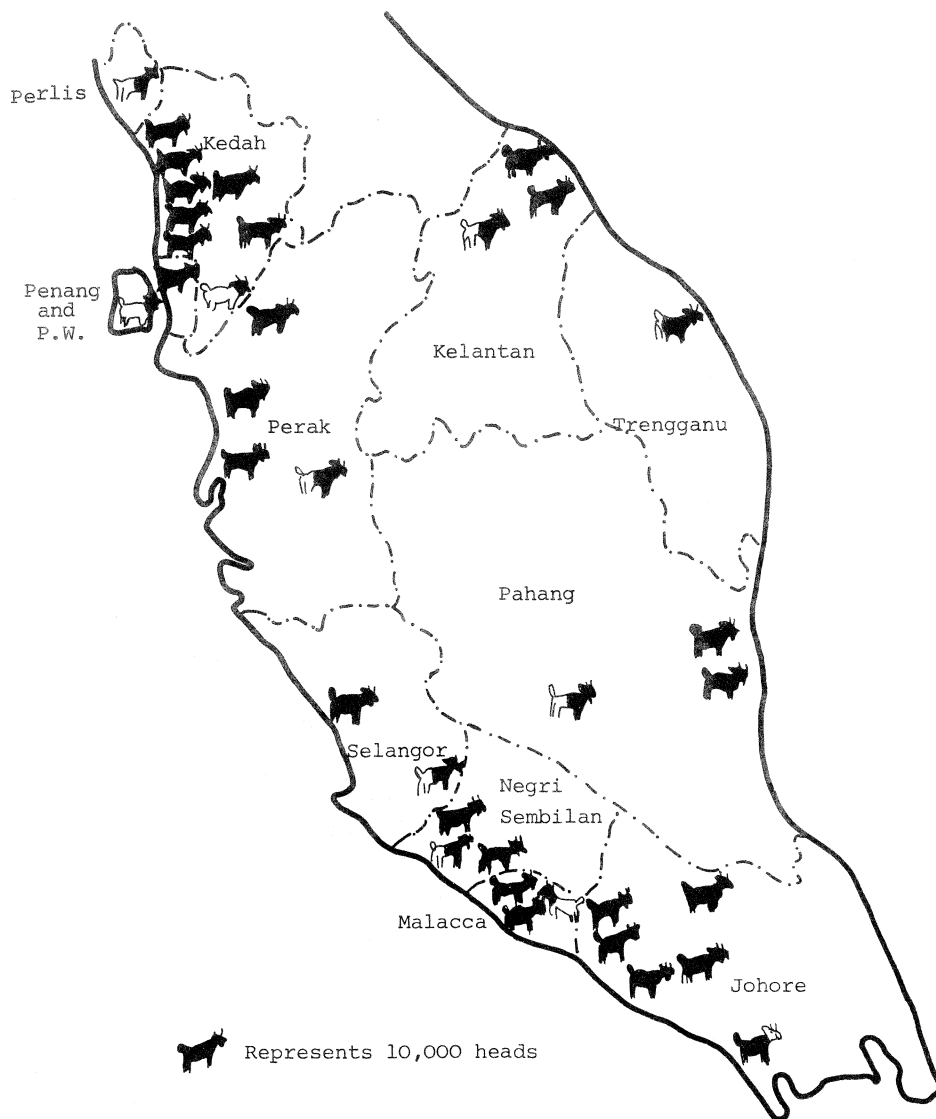 Perlis
Kedah
Penang
and
P.W.
Kelantan
Perak
Trengganu
Pahang
Selangor
Negri
Sembilan
Malacca
Johore
Represents 10,000 heads